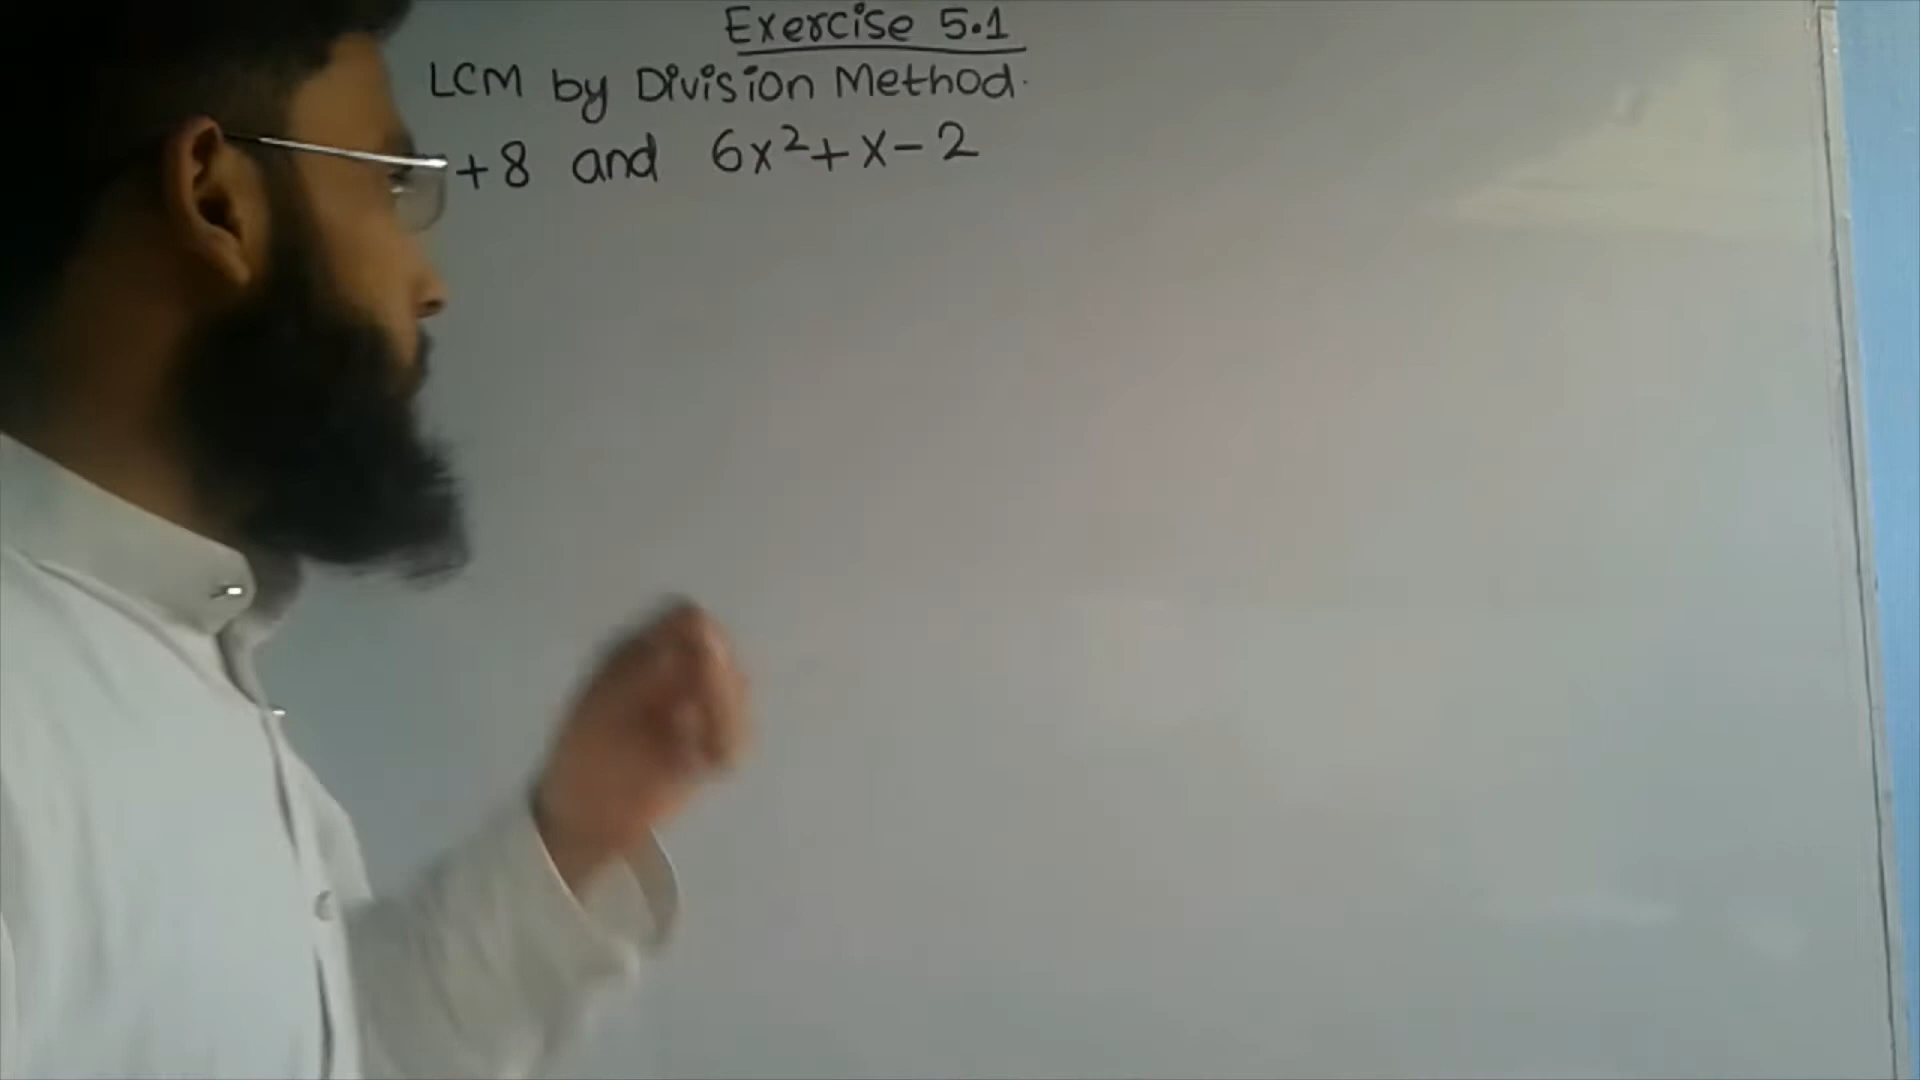 Exercise 5.1
LCM by Division Method.
+8 and 6x²+x-2